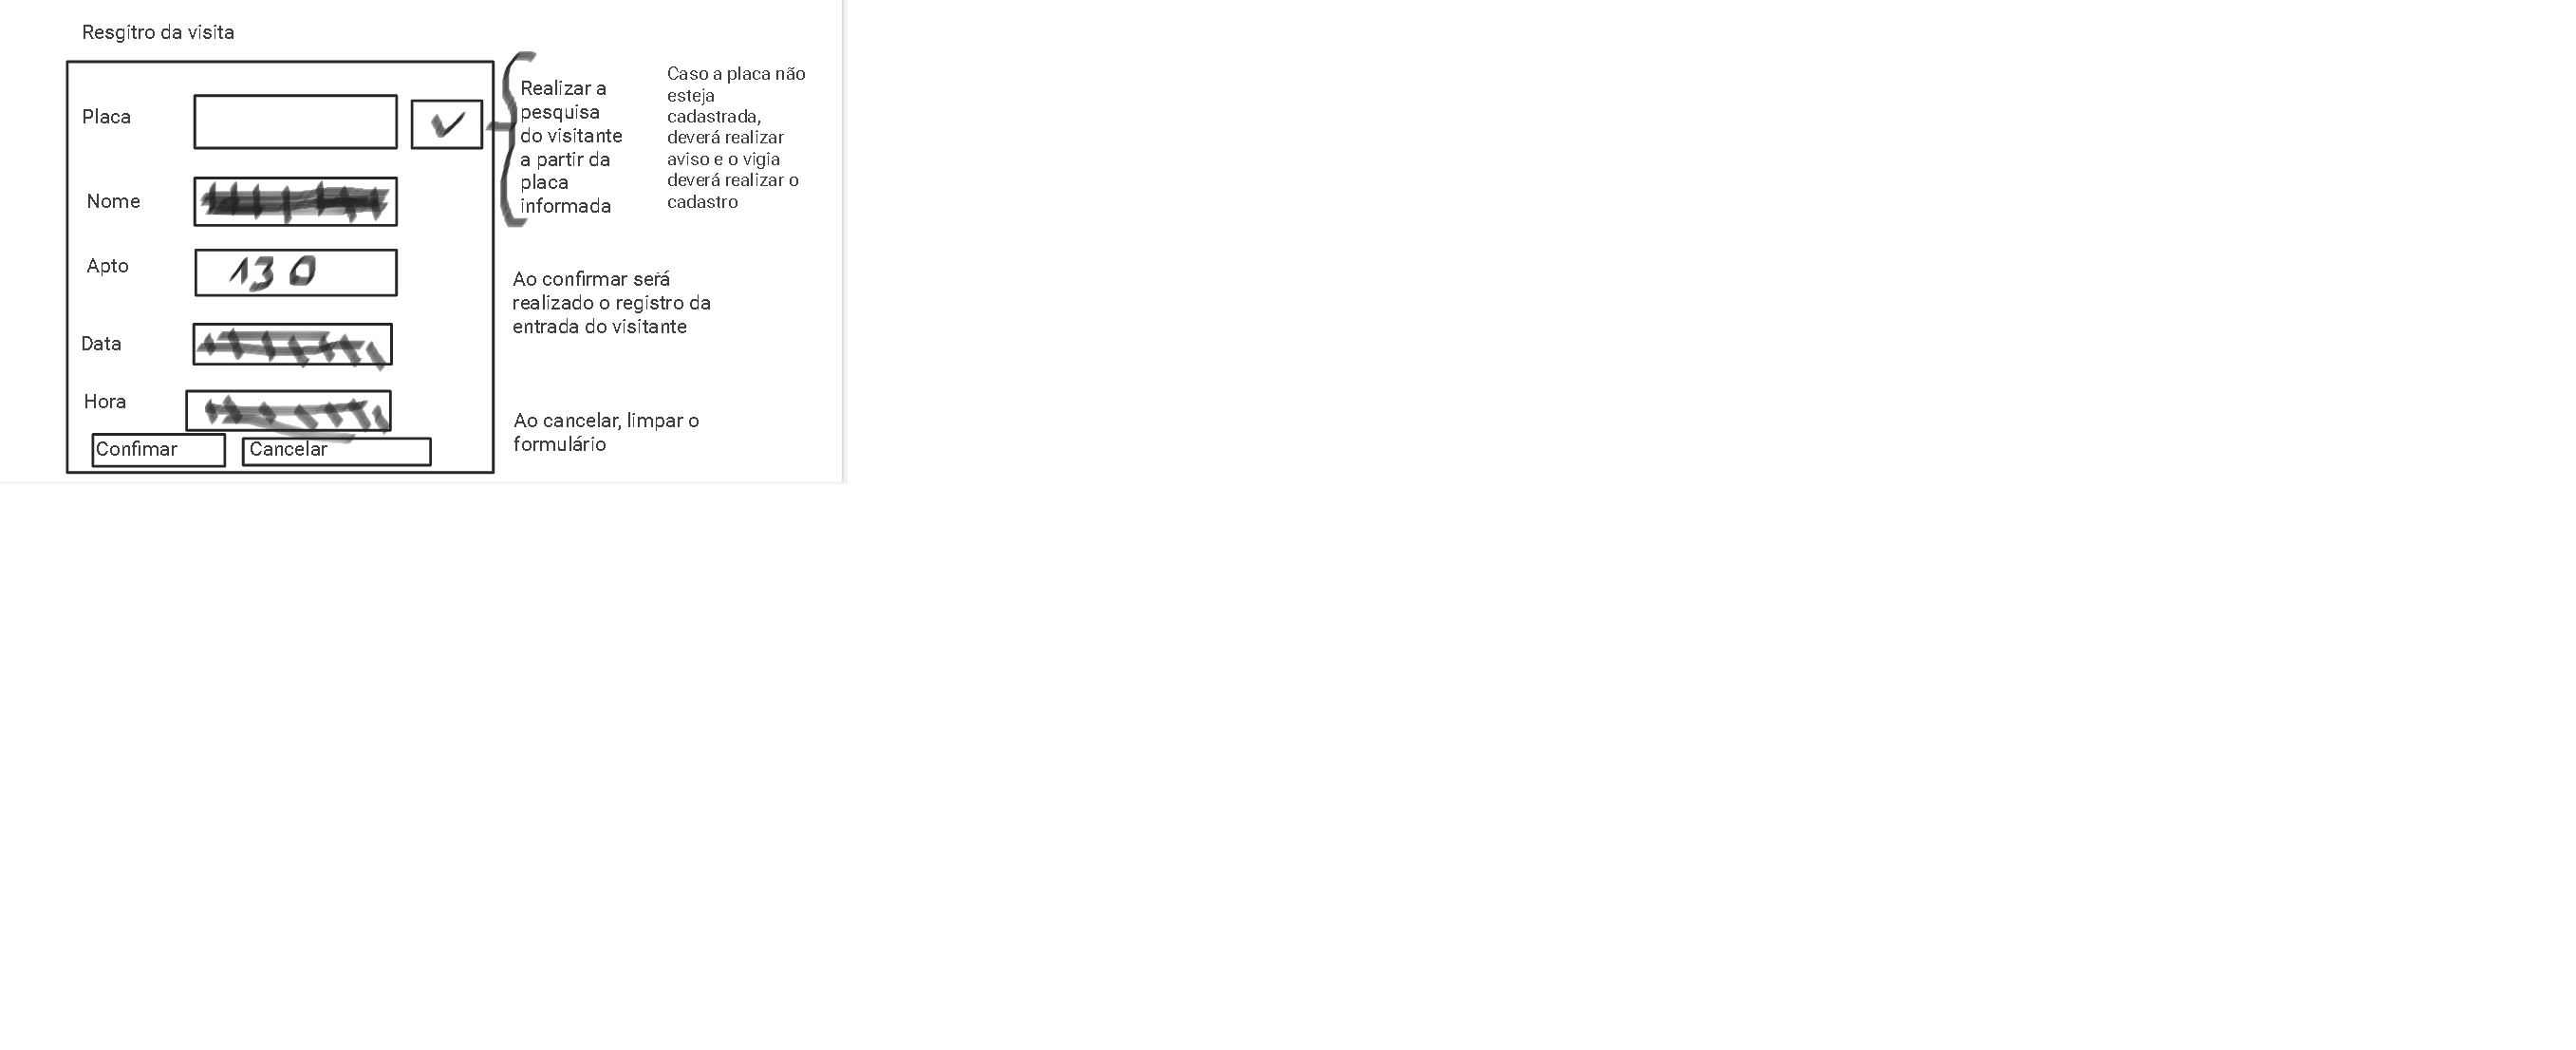 Resgitro da visita
Placa
Nome
Apto
130
Data
Hora
Confimar
Cancelar
Realizar a
pesquisa
do visitante
a partir da
placa
informada
Caso a placa não
esteja
cadastrada,
deverá realizar
aviso e o vigia
deverá realizar o
cadastro
Ao confirmar será
realizado o registro da
entrada do visitante
Ao cancelar, limpar o
formulário